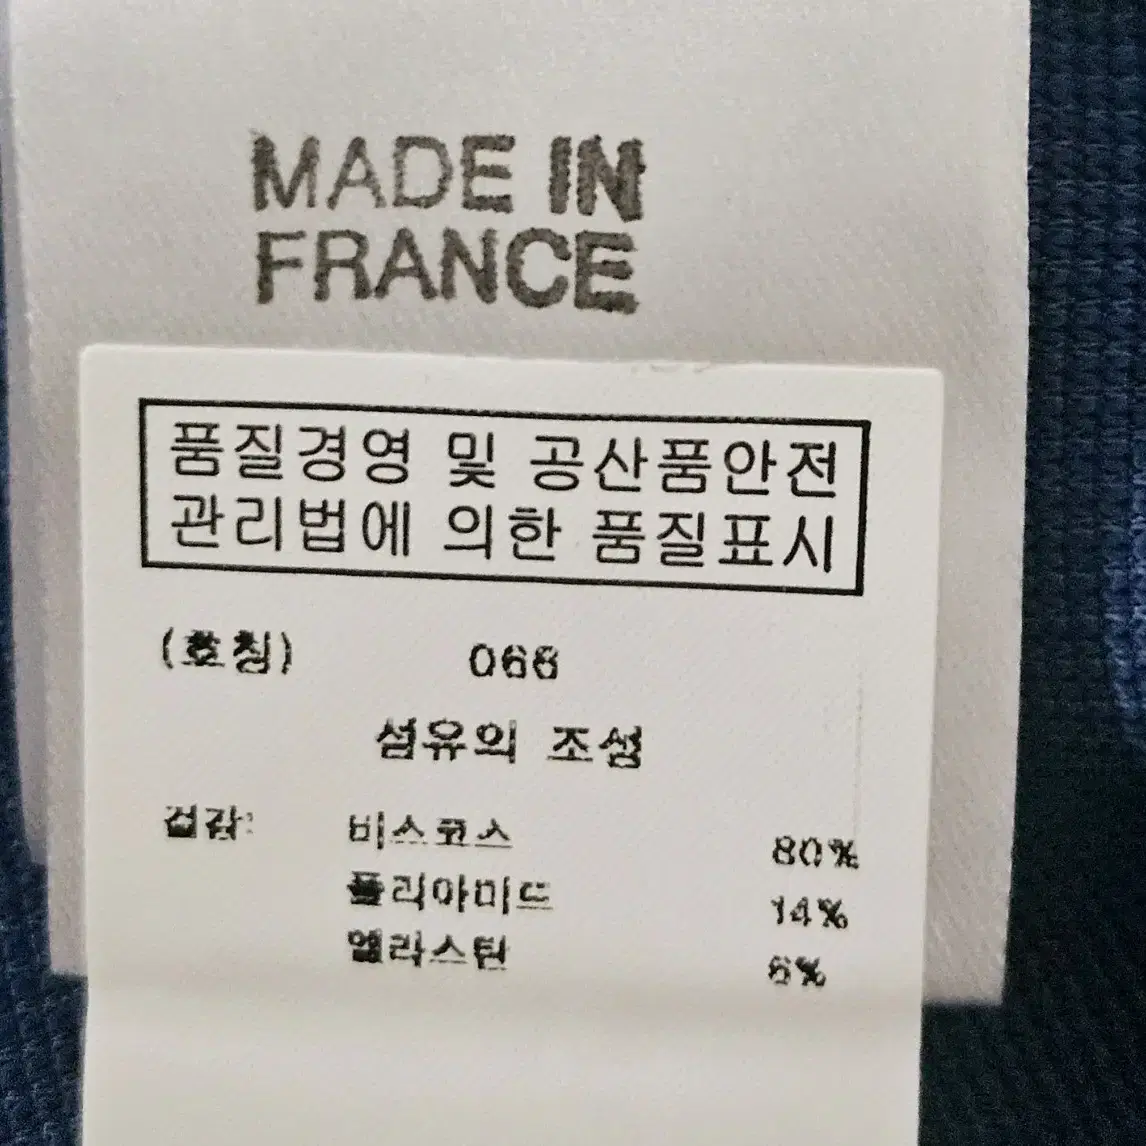 MADE IN
FRANCE
품질경영 및 공산품안전
관리법에 의한 품질표시
(호칭) 066
섬유의 조성
겉감: 비스코스 80%
폴리아미드 14%
엘라스틴 6%